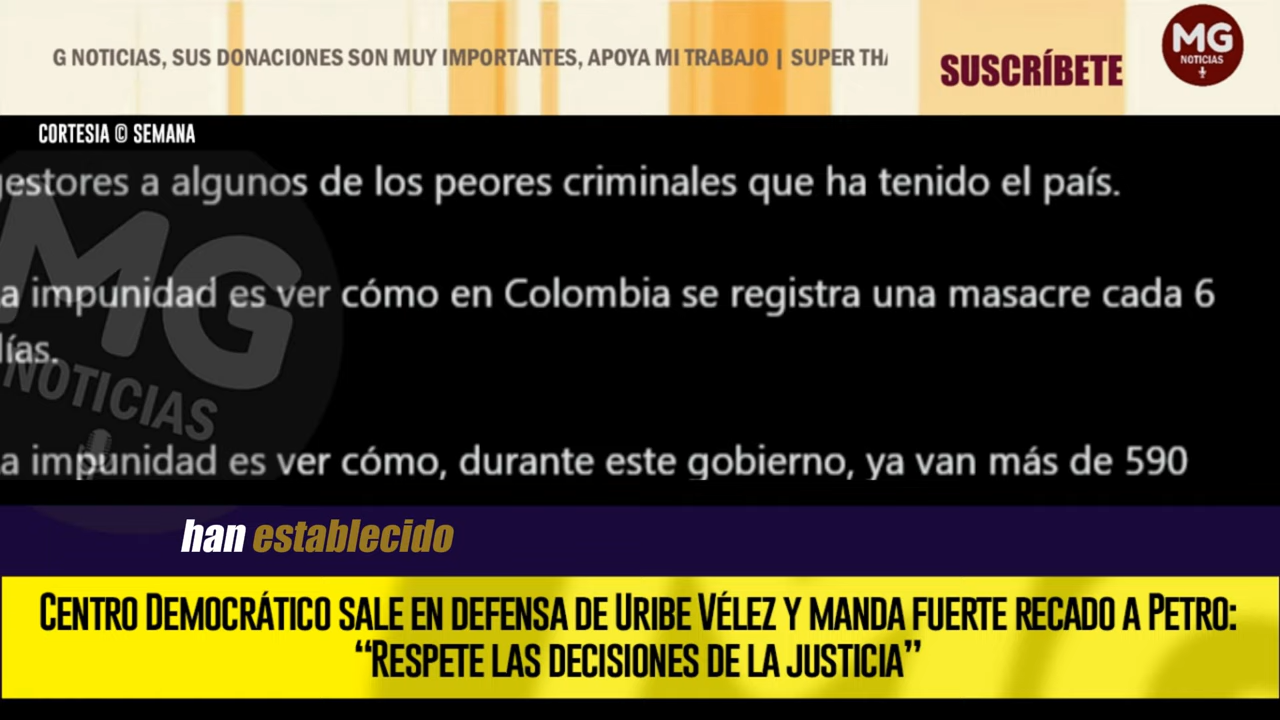 G NOTICIAS, SUS DONACIONES SON MUY IMPORTANTES, APOYA MI TRABAJO | SUPER
SUSCRÍBETE
MG
NOTICIAS
CORTESIA © SEMANA
gestores a algunos de los peores criminales que ha tenido el país.
a impunidad es ver cómo en Colombia se registra una masacre cada 6
días.
a impunidad es ver cómo, durante este gobierno, ya van más de 590
MG
NOTICIAS
han establecido
CENTRO DEMOCRÁTICO SALE EN DEFENSA DE URIBE VÉLEZ Y MANDA FUERTE RECADO A PETRO:
“RESPETE LAS DECISIONES DE LA JUSTICIA”